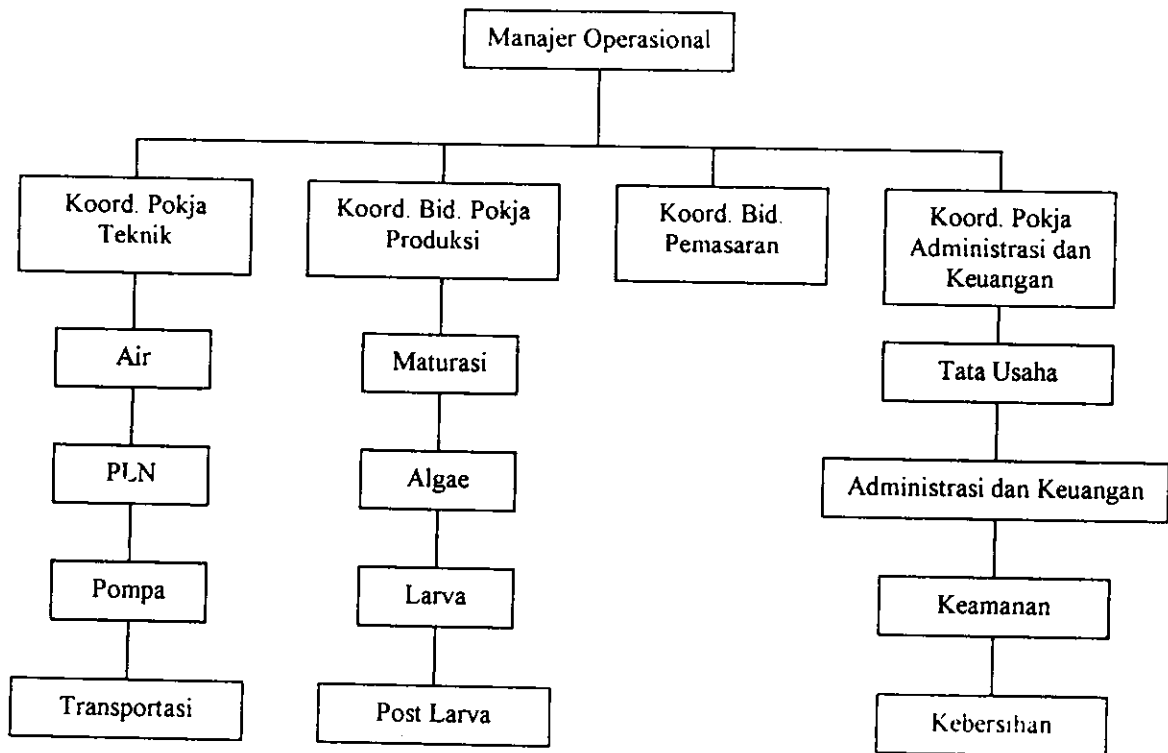 Manajer Operasional
Koord. Pokja
Teknik
Koord. Bid. Pokja
Produksi
Koord. Bid.
Pemasaran
Koord. Pokja
Administrasi dan
Keuangan
Air
Maturasi
Tata Usaha
PLN
Algae
Administrasi dan Keuangan
Pompa
Larva
Keamanan
Transportasi
Post Larva
Kebersihan